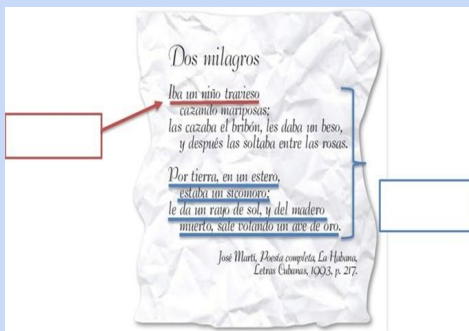 Dos milagros
Iba un niño travieso
cazando mariposas;
las cazaba el bribón, les daba un beso,
y después las soltaba entre las rosas.
Por tierra, en un estero,
estaba un sicomoro;
le da un rayo de sol, y del madero
muerto, sale volando un ave de oro.
José Martí, Poesía completa, La Habana,
Letras Cubanas, 1993, p. 217.